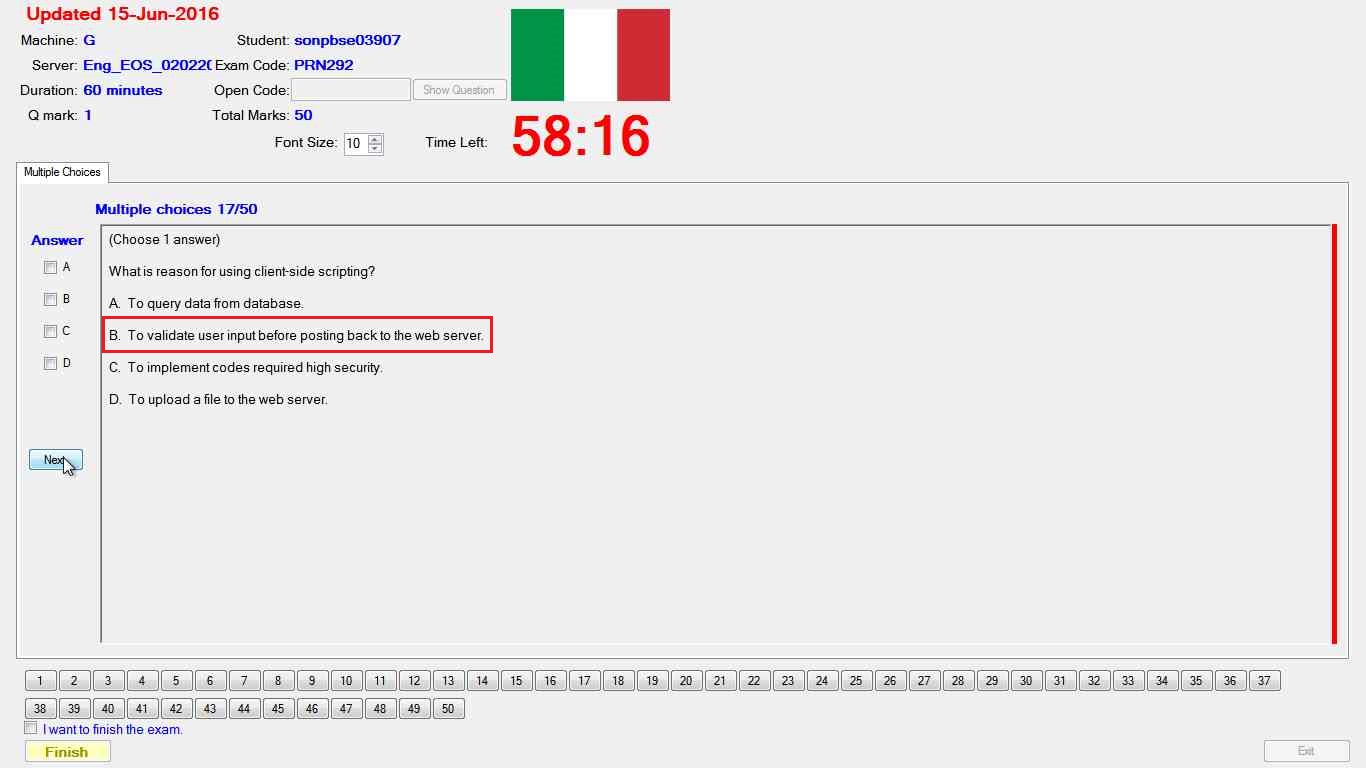 Updated 15-Jun-2016
Machine: G Student: sonpbse03907
Server: Eng_EOS_020220 Exam Code: PRN292
Duration: 60 minutes Open Code: Show Question
Q mark: 1 Total Marks: 50
Font Size: 10 Time Left: 58:16
Multiple Choices
Multiple choices 17/50
Answer
(Choose 1 answer)
A
What is reason for using client-side scripting?
B
A. To query data from database.
C
B. To validate user input before posting back to the web server.
D
C. To implement codes required high security.
D. To upload a file to the web server.
Next
1 2 3 4 5 6 7 8 9 10 11 12 13 14 15 16 17 18 19 20 21 22 23 24 25 26 27 28 29 30 31 32 33 34 35 36 37
38 39 40 41 42 43 44 45 46 47 48 49 50
I want to finish the exam.
Finish Exit